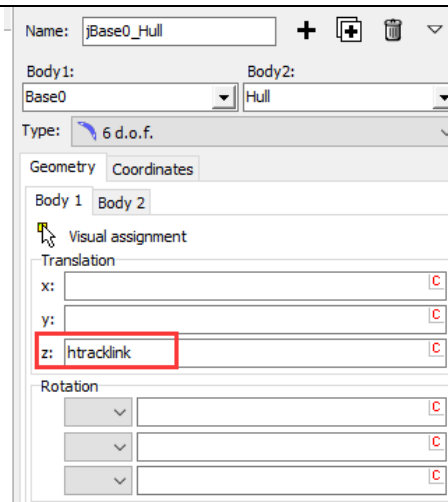 Name: jBase0_Hull
Body1: Body2:
Base0 Hull
Type: 6 d.o.f.
Geometry Coordinates
Body 1 Body 2
Visual assignment
Translation
x: C
y: C
z: htracklink C
Rotation
C
C
C